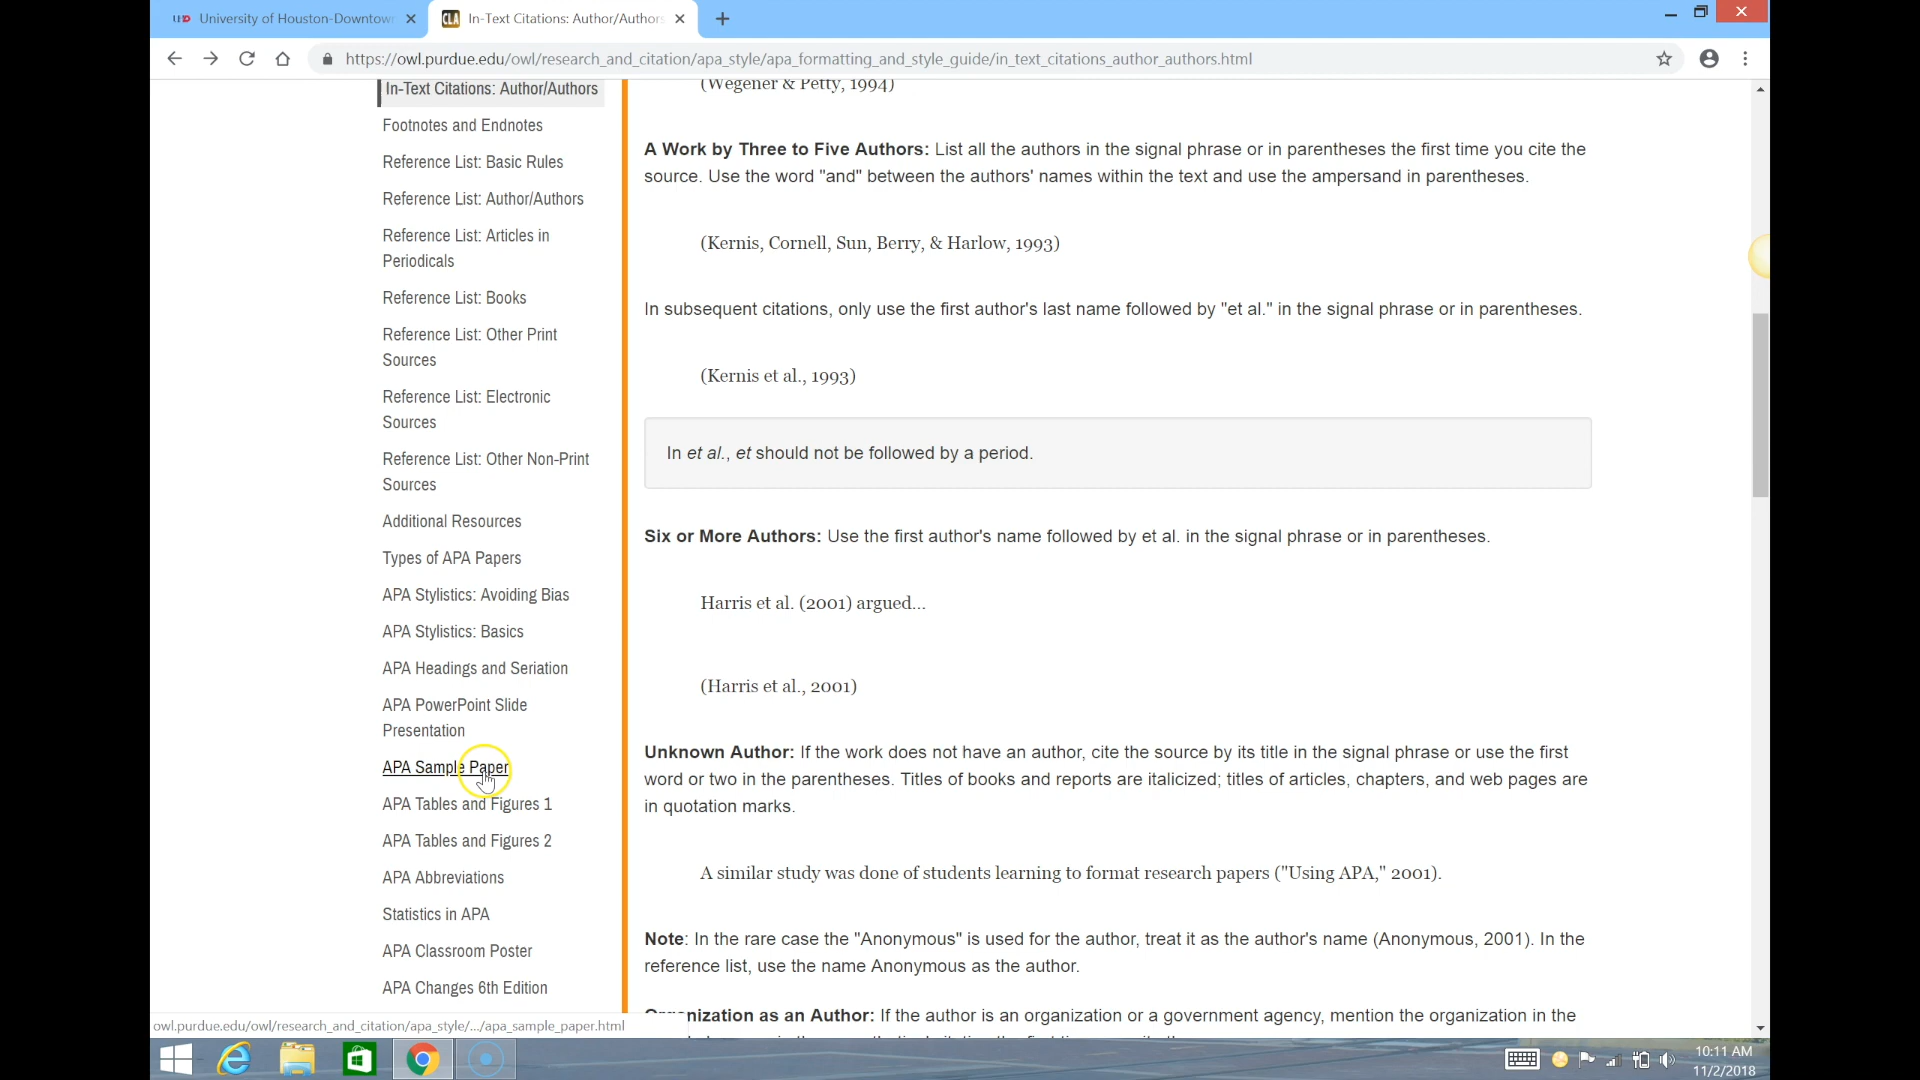 University of Houston-Downtown
In-Text Citations: Author/Authors
https://owl.purdue.edu/owl/research_and_citation/apa_style/apa_formatting_and_style_guide/in_text_citations_author_authors.html
In-Text Citations: Author/Authors
Footnotes and Endnotes
Reference List: Basic Rules
Reference List: Author/Authors
Reference List: Articles in
Periodicals
Reference List: Books
Reference List: Other Print
Sources
Reference List: Electronic
Sources
Reference List: Other Non-Print
Sources
Additional Resources
Types of APA Papers
APA Stylistics: Avoiding Bias
APA Stylistics: Basics
APA Headings and Seriation
APA PowerPoint Slide
Presentation
APA Sample Paper
APA Tables and Figures 1
APA Tables and Figures 2
APA Abbreviations
Statistics in APA
APA Classroom Poster
APA Changes 6th Edition
(Wegener & Petty, 1994)
A Work by Three to Five Authors: List all the authors in the signal phrase or in parentheses the first time you cite the
source. Use the word "and" between the authors' names within the text and use the ampersand in parentheses.
(Kernis, Cornell, Sun, Berry, & Harlow, 1993)
In subsequent citations, only use the first author's last name followed by "et al." in the signal phrase or in parentheses.
(Kernis et al., 1993)
In et al., et should not be followed by a period.
Six or More Authors: Use the first author's name followed by et al. in the signal phrase or in parentheses.
Harris et al. (2001) argued...
(Harris et al., 2001)
Unknown Author: If the work does not have an author, cite the source by its title in the signal phrase or use the first
word or two in the parentheses. Titles of books and reports are italicized; titles of articles, chapters, and web pages are
in quotation marks.
A similar study was done of students learning to format research papers ("Using APA," 2001).
Note: In the rare case the "Anonymous" is used for the author, treat it as the author's name (Anonymous, 2001). In the
reference list, use the name Anonymous as the author.
Organization as an Author: If the author is an organization or a government agency, mention the organization in the
owl.purdue.edu/owl/research_and_citation/apa_style/.../apa_sample_paper.html
10:11 AM
11/2/2018